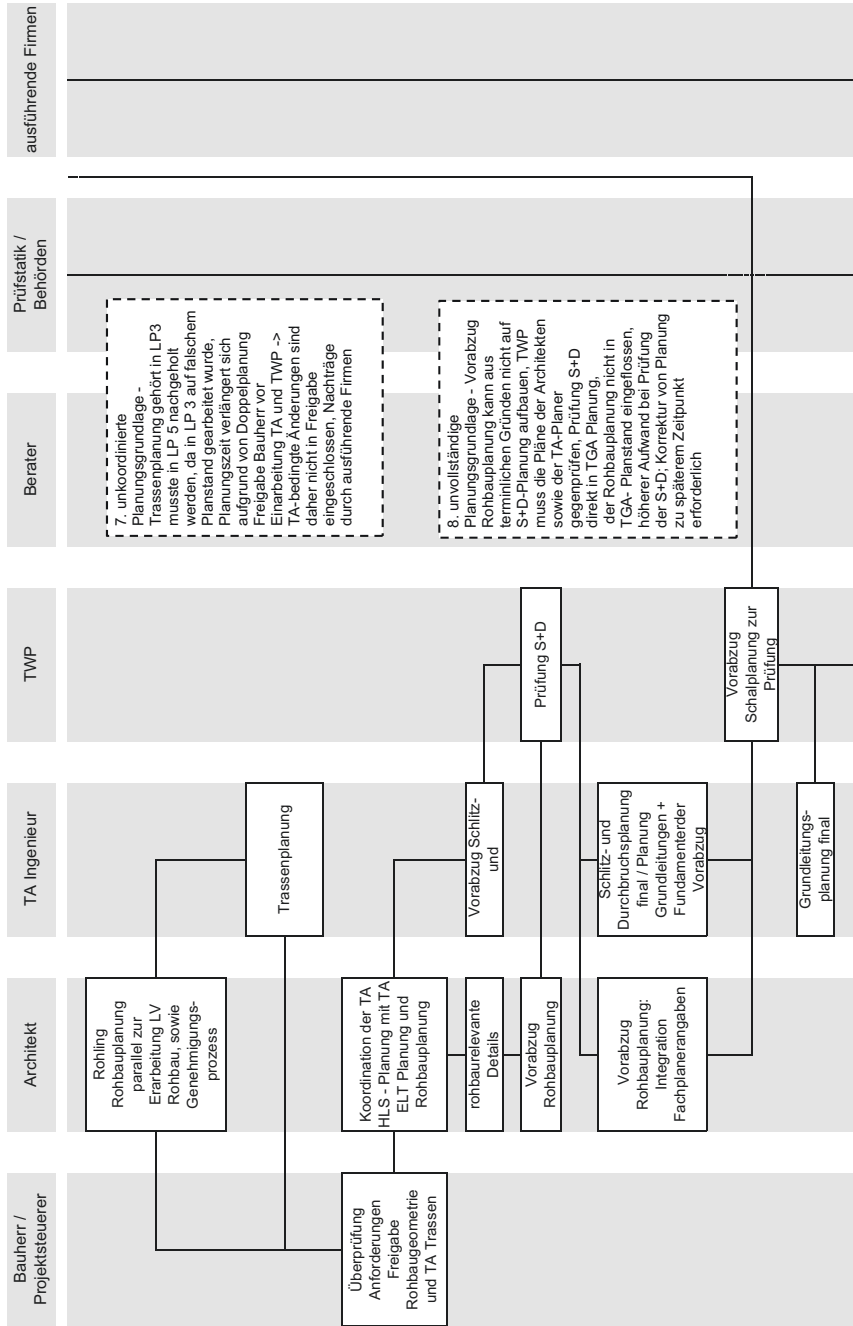 Bauherr /
Projektsteuerer
Architekt
TA Ingenieur
TWP
Berater
Prüfstatik /
Behörden
ausführende Firmen
Rohling
Rohbauplanung
parallel zur
Erarbeitung LV
Rohbau, sowie
Genehmigungs-
prozess
Trassenplanung
7. unkoordinierte
Planungsgrundlage -
Trassenplanung gehört in LP3
musste in LP 5 nachgeholt
werden, da in LP 3 auf falschem
Planstand gearbeitet wurde,
Planungszeit verlängert sich
aufgrund von Doppelplanung
Freigabe Bauherr vor
Einarbeitung TA und TWP ->
TA-bedingte Änderungen sind
daher nicht in Freigabe
eingeschlossen, Nachträge
durch ausführende Firmen
Überprüfung
Anforderungen
Freigabe
Rohbaugeometrie
und TA Trassen
Koordination der TA
HLS - Planung mit TA
ELT Planung und
Rohbauplanung
rohbaurelevante
Details
Vorabzug Schlitz-
und
Vorabzug
Rohbauplanung
Prüfung S+D
8. unvollständige
Planungsgrundlage - Vorabzug
Rohbauplanung kann aus
terminlichen Gründen nicht auf
S+D-Planung aufbauen, TWP
muss die Pläne der Architekten
sowie der TA-Planer
gegenprüfen, Prüfung S+D
direkt in TGA Planung,
der Rohbauplanung nicht in
TGA- Planstand eingeflossen,
höherer Aufwand bei Prüfung
der S+D; Korrektur von Planung
zu späterem Zeitpunkt
erforderlich
Vorabzug
Rohbauplanung:
Integration
Fachplanerangaben
Schlitz- und
Durchbruchsplanung
final / Planung
Grundleitungen +
Fundamenterder
Vorabzug
Vorabzug
Schalplanung zur
Prüfung
Grundleitungs-
planung final